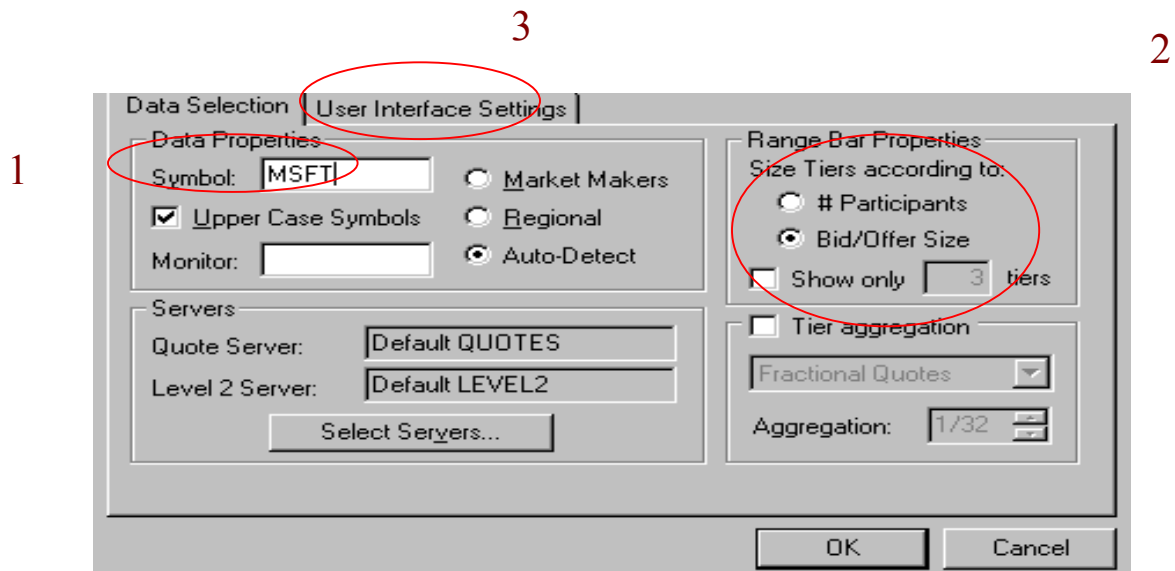 3
2
1
Data Selection
User Interface Settings
Data Properties
Symbol: MSFT
Upper Case Symbols
Monitor:
Market Makers
Regional
Auto-Detect
Servers
Quote Server: Default QUOTES
Level 2 Server: Default LEVEL2
Select Servers...
Range Bar Properties
Size Tiers according to:
# Participants
Bid/Offer Size
Show only 3 tiers
Tier aggregation
Fractional Quotes
Aggregation: 1/32
OK
Cancel